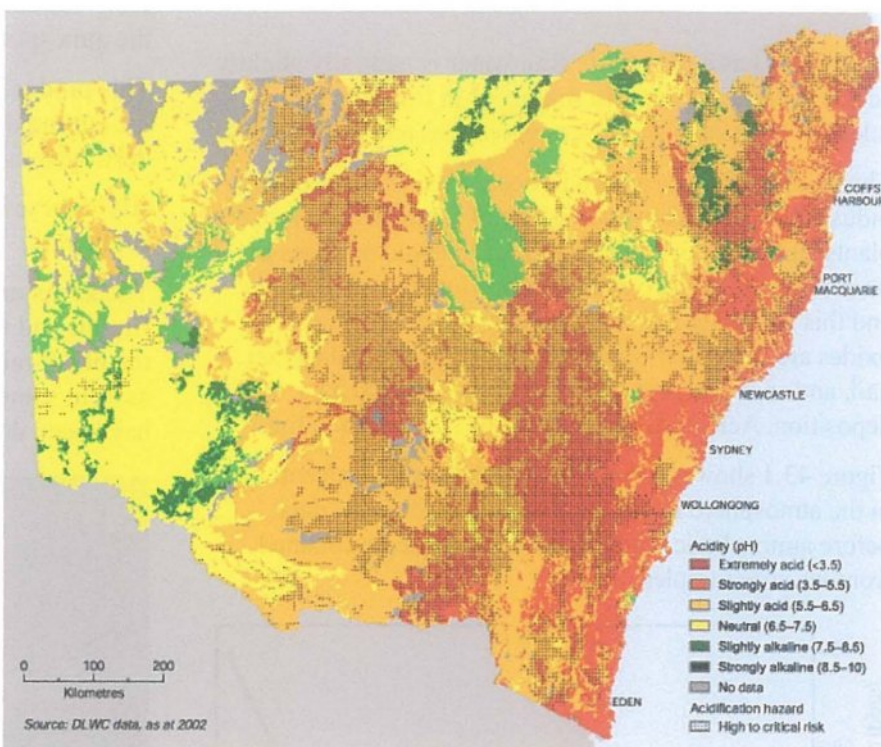 COFFS
HARBOUR
PORT
MACQUARIE
NEWCASTLE
SYDNEY
WOLLONGONG
EDEN
Acidity (pH)
Extremely acid (<3.5)
Strongly acid (3.5–5.5)
Slightly acid (5.5–6.5)
Neutral (6.5–7.5)
Slightly alkaline (7.5–8.5)
Strongly alkaline (8.5–10)
No data
Acidification hazard
High to critical risk
0 100 200
Kilometres
Source: DLWC data, as at 2002